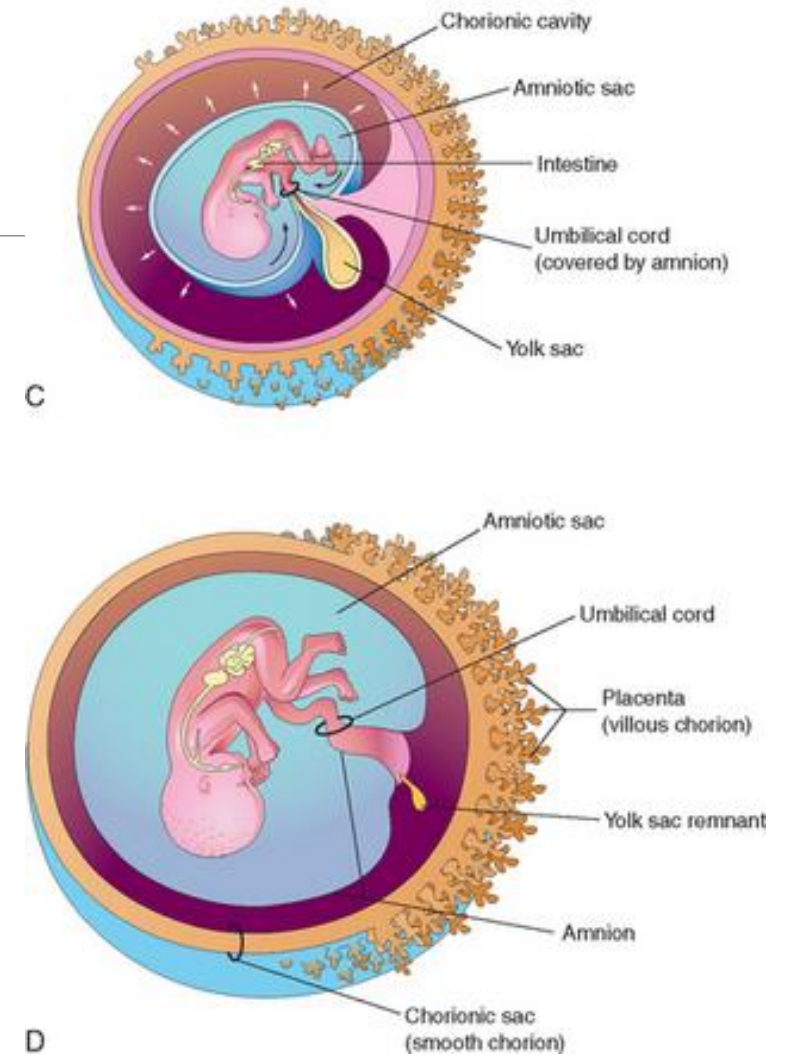 Chorionic cavity
Amniotic sac
Intestine
Umbilical cord
(covered by amnion)
Yolk sac
C
Amniotic sac
Umbilical cord
Placenta
(villous chorion)
Yolk sac remnant
Amnion
Chorionic sac
(smooth chorion)
D